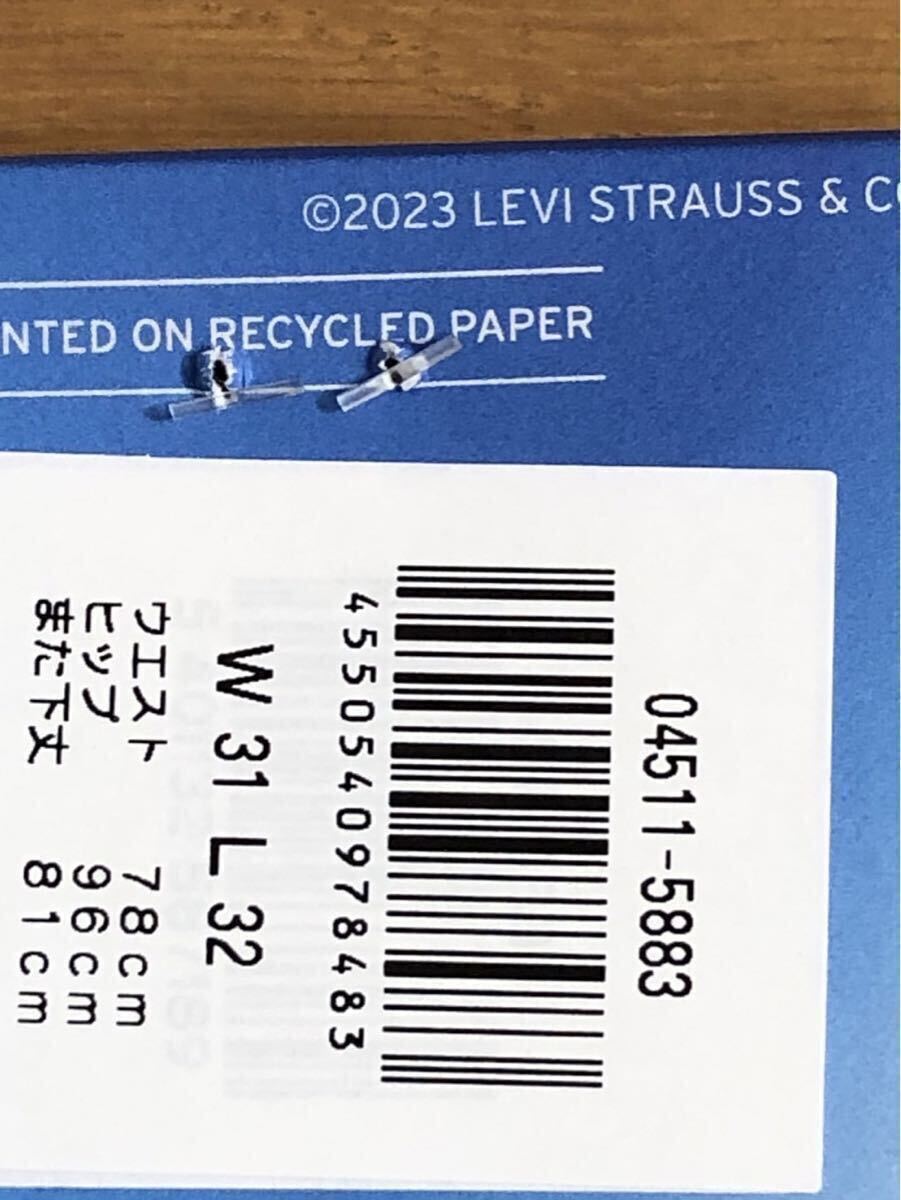 ©2023 LEVI STRAUSS & C
NTED ON RECYCLED PAPER
04511-5883
4550540978483
W 31 L 32
ウエスト 78cm
ヒップ 96cm
また下丈 81cm